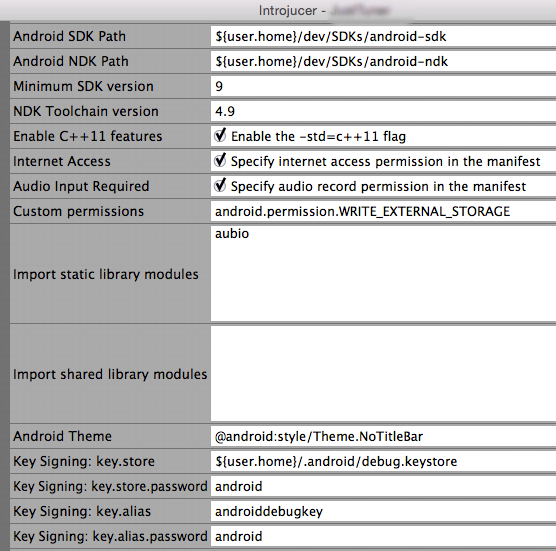 Introjucer -
Android SDK Path ${user.home}/dev/SDKs/android-sdk
Android NDK Path ${user.home}/dev/SDKs/android-ndk
Minimum SDK version 9
NDK Toolchain version 4.9
Enable C++11 features Enable the -std=c++11 flag
Internet Access Specify internet access permission in the manifest
Audio Input Required Specify audio record permission in the manifest
Custom permissions android.permission.WRITE_EXTERNAL_STORAGE
Import static library modules aubio
Import shared library modules
Android Theme @android:style/Theme.NoTitleBar
Key Signing: key.store ${user.home}/.android/debug.keystore
Key Signing: key.store.password android
Key Signing: key.alias androiddebugkey
Key Signing: key.alias.password android